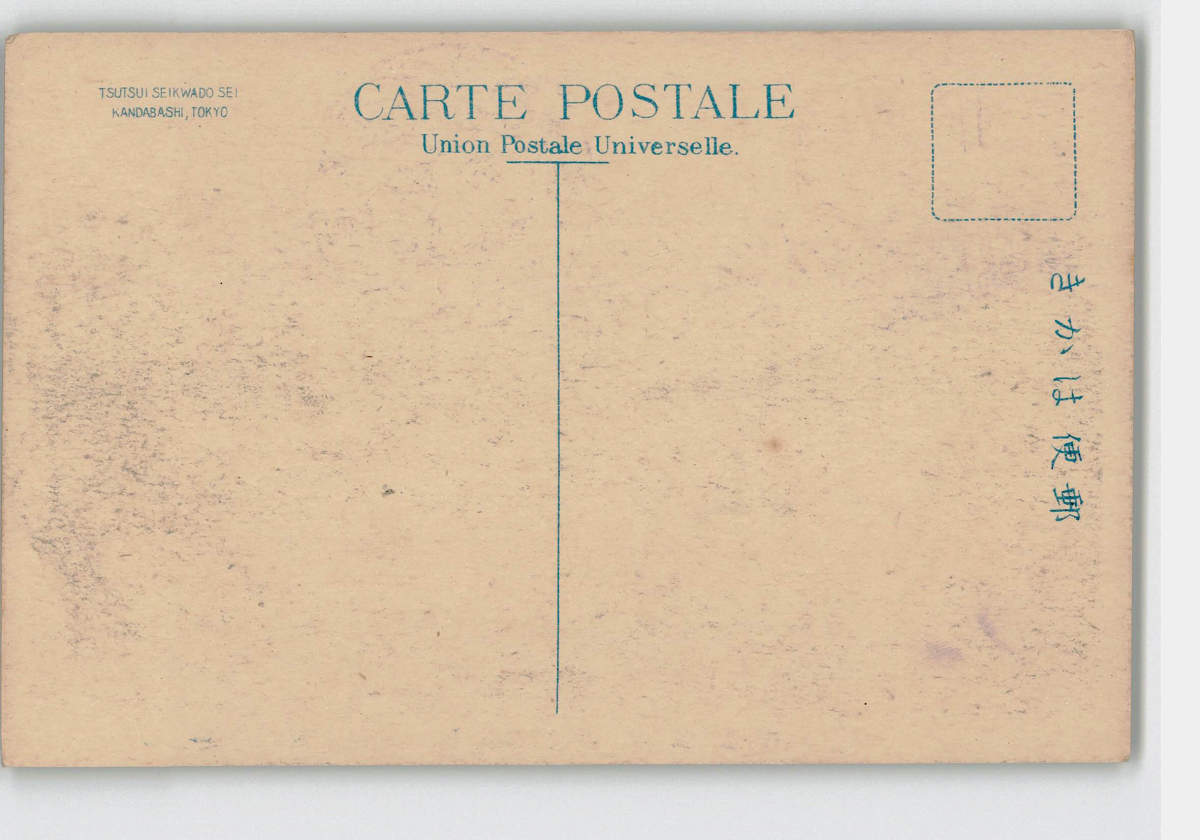 TSUTSUI SEIKWADO SEI
KANDABASHI, TOKYO
CARTE POSTALE
Union Postale Universelle.
きかは便郵